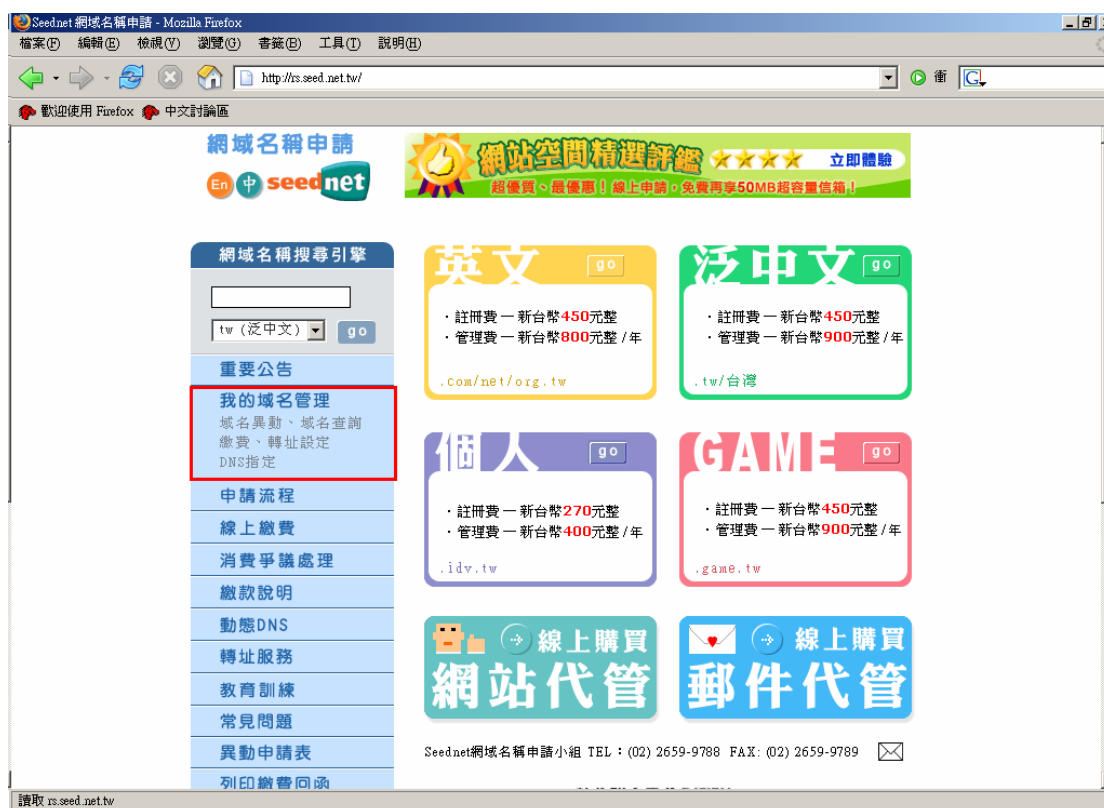 Seednet 網域名稱申請 - Mozilla Firefox
檔案(F) 編輯(E) 檢視(V) 瀏覽(G) 書籤(B) 工具(T) 說明(H)
http://rs.seed.net.tw/
衝
G
歡迎使用 Firefox 中文討論區
網域名稱申請
En 中 seednet
網站空間精選評鑑 立即體驗
超優質、最優惠！線上申請，免費再享50MB超容量信箱！
網域名稱搜尋引擎
tw (泛中文) go
重要公告
我的域名管理
域名異動、域名查詢
繳費、轉址設定
DNS指定
申請流程
線上繳費
消費爭議處理
繳款說明
動態DNS
轉址服務
教育訓練
常見問題
異動申請表
列印繳費回函
英文 go
・註冊費 — 新台幣450元整
・管理費 — 新台幣800元整 / 年
.com/net/org.tw
泛中文 go
・註冊費 — 新台幣450元整
・管理費 — 新台幣900元整 / 年
.tw/台灣
個人 go
・註冊費 — 新台幣270元整
・管理費 — 新台幣400元整 / 年
.idv.tw
GAME go
・註冊費 — 新台幣450元整
・管理費 — 新台幣900元整 / 年
.game.tw
線上購買
網站代管
線上購買
郵件代管
Seednet網域名稱申請小組 TEL：(02) 2659-9788 FAX: (02) 2659-9789
讀取 rs.seed.net.tw